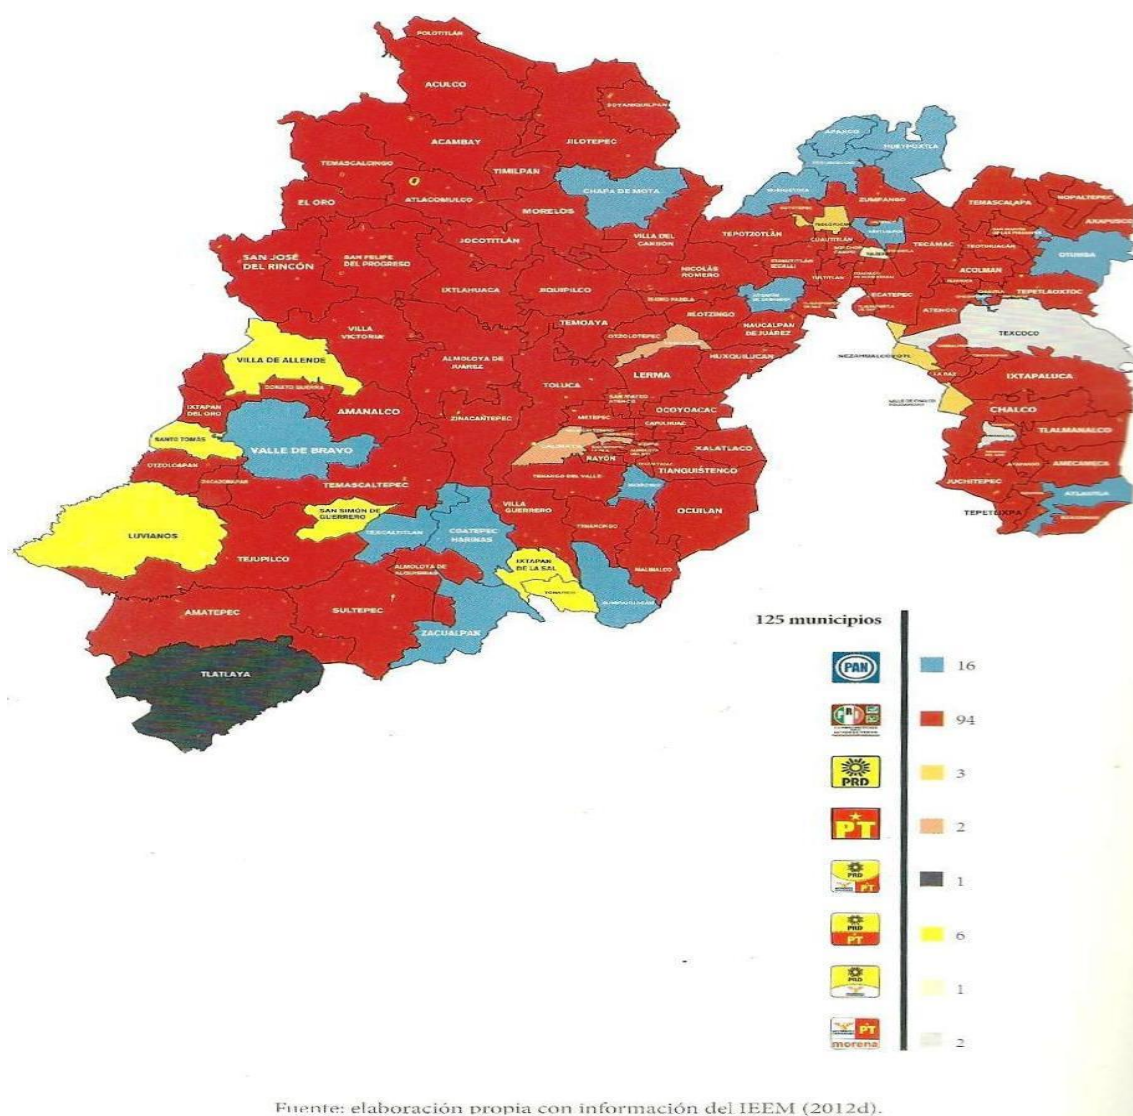 POLOTITLÁN
ACULCO
SOYANIQUILPAN
ACAMBAY
JILOTEPEC
TEMASCALCINGO
TIMILPAN
APAXCO
HUEYPOXTLA
CHAPA DE MOTA
EL ORO
ATLACOMULCO
MORELOS
ZUMPANGO
TEMASCALAPA
NOPALTEPEC
AXAPUSCO
VILLA DEL
CARBÓN
TEPOTZOTLÁN
CUAUTITLÁN
TECÁMAC
TEOTIHUACÁN
OTUMBA
JOCOTITLÁN
SAN JOSÉ
DEL RINCÓN
SAN FELIPE
DEL PROGRESO
NICOLÁS
ROMERO
CUAUTITLÁN
IZCALLI
TULTITLÁN
ACOLMAN
IXTLAHUACA
JIQUIPILCO
ECATEPEC
TEPETLAOXTOC
ATENCO
JILOTZINGO
TEMOAYA
NAUCALPAN
DE JUÁREZ
VILLA
VICTORIA
OTZOLOTEPEC
TEXCOCO
VILLA DE ALLENDE
ALMOLOYA DE
JUÁREZ
HUIXQUILUCAN
NEZAHUALCÓYOTL
LERMA
LA PAZ
IXTAPALUCA
TOLUCA
DONATO GUERRA
IXTAPAN
DEL ORO
AMANALCO
ZINACANTEPEC
METEPEC
OCOYOACAC
CAPULHUAC
CHALCO
TLALMANALCO
SANTO TOMÁS
VALLE DE BRAVO
XALATLACO
RAYÓN
TIANGUISTENCO
OTZOLOAPAN
ZACAZONAPAN
TENANGO DEL VALLE
AMECAMECA
JUCHITEPEC
TEMASCALTEPEC
ATLAUTLA
SAN SIMÓN DE
GUERRERO
VILLA
GUERRERO
OCUILAN
TEPETLIXPA
LUVIANOS
TEXCALTITLÁN
COATEPEC
HARINAS
TEJUPILCO
IXTAPAN
DE LA SAL
MALINALCO
ALMOLOYA DE
ALQUISIRAS
TONATICO
AMATEPEC
SULTEPEC
ZACUALPAN
TLATLAYA
125 municipios
PAN 16
PRI 94
PRD 3
PT 2
PRD PT 1
PRD PT 6
PRD 1
PT morena 2
Fuente: elaboración propia con información del IEEM (2012d).